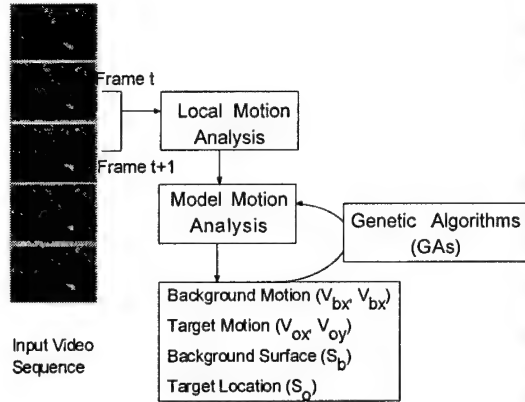 Frame t
Local Motion
Analysis
Frame t+1
Model Motion
Analysis
Genetic Algorithms
(GAs)
Background Motion (Vbx, Vbx)
Target Motion (Vox, Voy)
Background Surface (Sb)
Target Location (So)
Input Video
Sequence